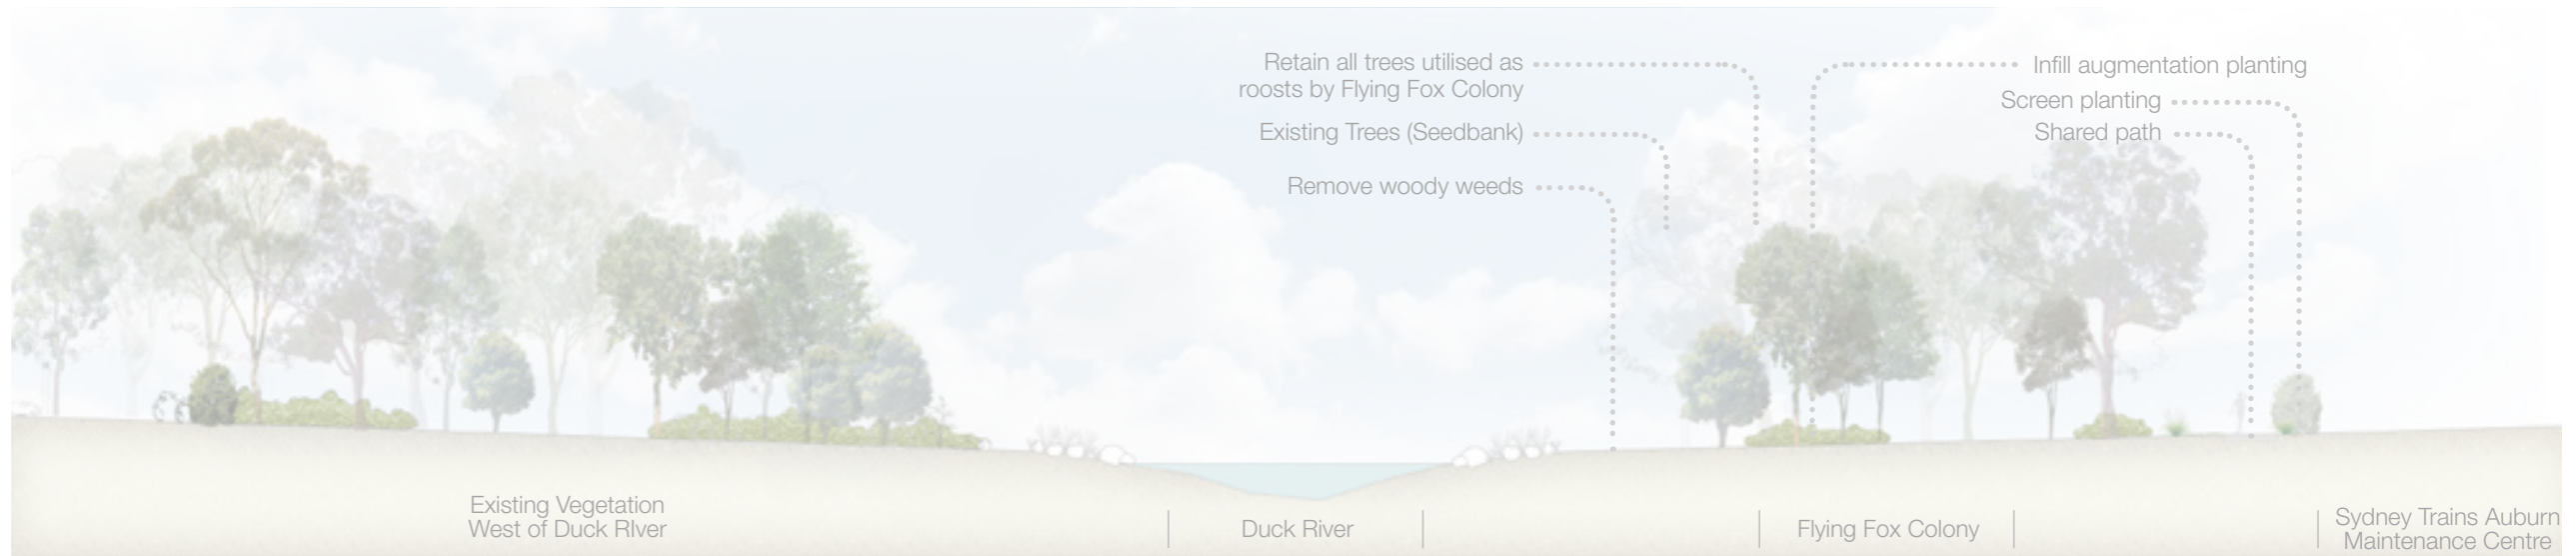 Retain all trees utilised as
roosts by Flying Fox Colony
Existing Trees (Seedbank)
Remove woody weeds
Infill augmentation planting
Screen planting
Shared path
Existing Vegetation
West of Duck RIver
Duck River
Flying Fox Colony
Sydney Trains Auburn
Maintenance Centre